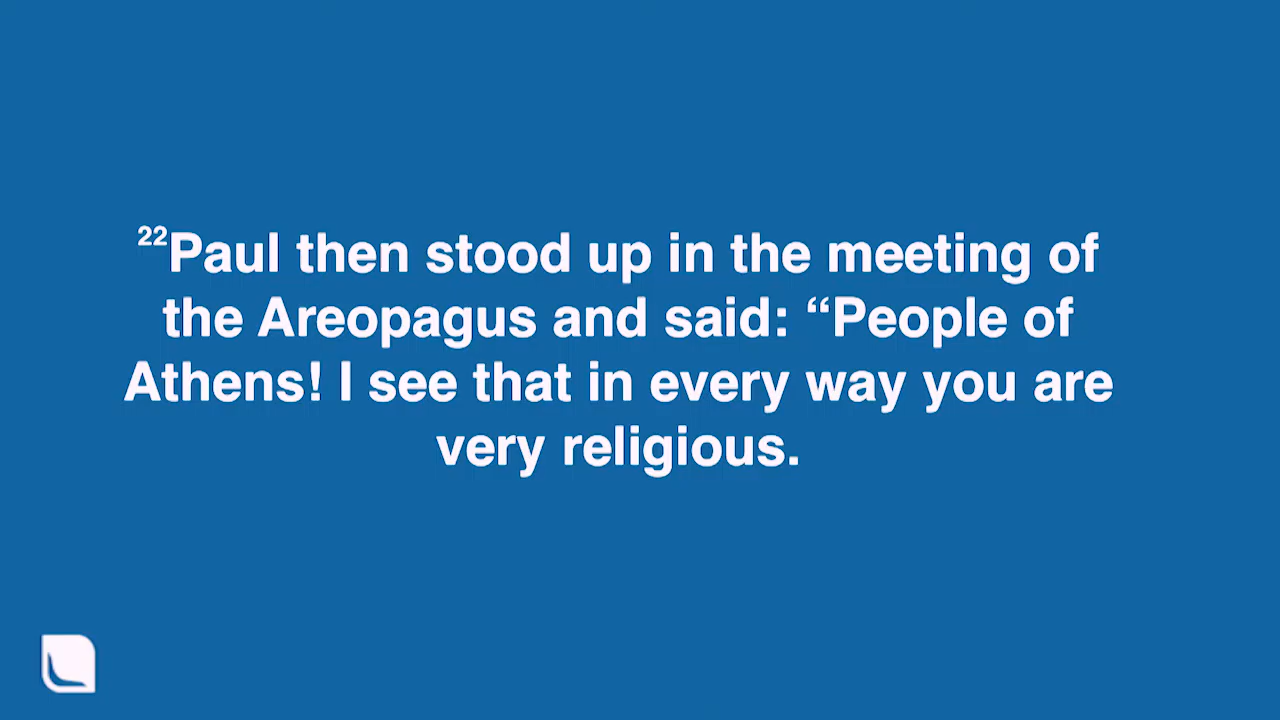 ²²Paul then stood up in the meeting of
the Areopagus and said: “People of
Athens! I see that in every way you are
very religious.